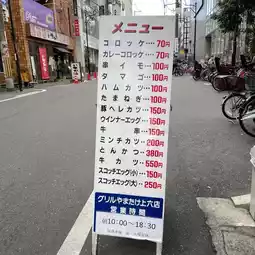 メニュー
コロッケ…70円
カレーコロッケ…70円
串イモ…100円
タマゴ…100円
ハムカツ…100円
たまねぎ…150円
豚ヘレカツ…150円
ウインナーエッグ…150円
牛串…150円
ミンチカツ…200円
とんかつ…380円
牛カツ…550円
スコッチエッグ(小)…150円
スコッチエッグ(大)…250円
グリルやまたけ上六店
営業時間
朝10:00〜18:30